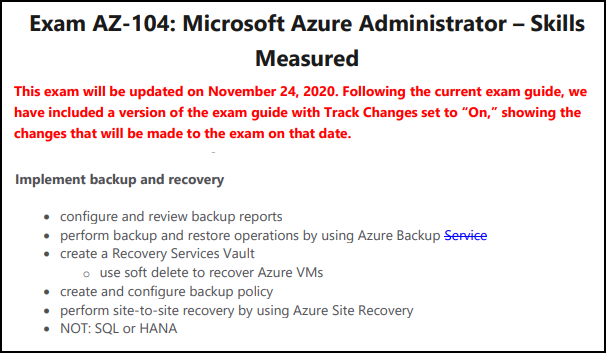 Exam AZ-104: Microsoft Azure Administrator – Skills
Measured
This exam will be updated on November 24, 2020. Following the current exam guide, we
have included a version of the exam guide with Track Changes set to “On,” showing the
changes that will be made to the exam on that date.
Implement backup and recovery
• configure and review backup reports
• perform backup and restore operations by using Azure Backup Service
• create a Recovery Services Vault
o use soft delete to recover Azure VMs
• create and configure backup policy
• perform site-to-site recovery by using Azure Site Recovery
• NOT: SQL or HANA